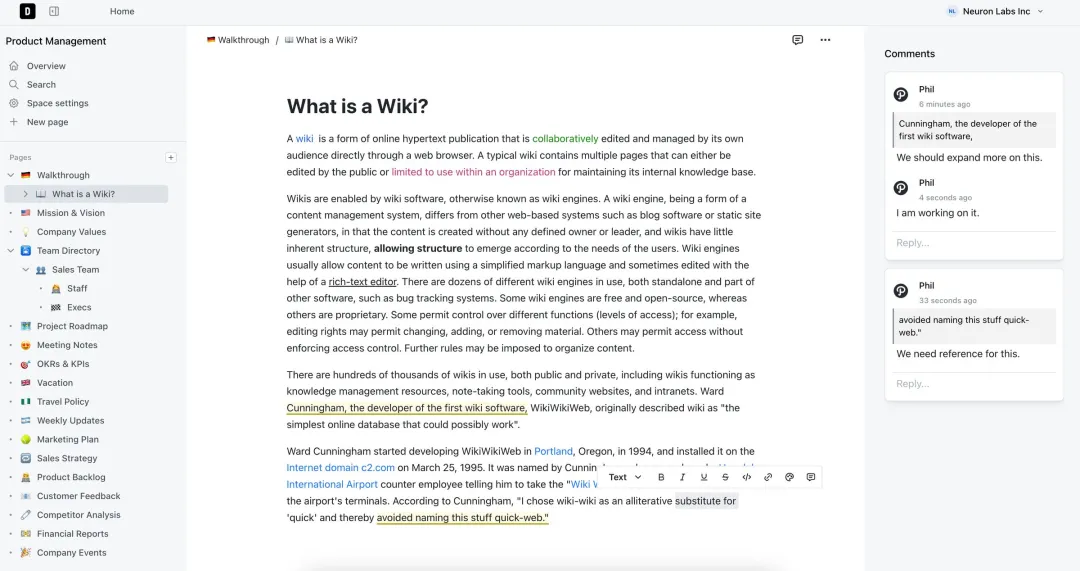 D
Home
NL Neuron Labs Inc
Product Management
Overview
Search
Space settings
New page
Pages
Walkthrough
What is a Wiki?
Mission & Vision
Company Values
Team Directory
Sales Team
Staff
Execs
Project Roadmap
Meeting Notes
OKRs & KPIs
Vacation
Travel Policy
Weekly Updates
Marketing Plan
Sales Strategy
Product Backlog
Customer Feedback
Competitor Analysis
Financial Reports
Company Events
Walkthrough / What is a Wiki?
What is a Wiki?
A wiki is a form of online hypertext publication that is collaboratively edited and managed by its own
audience directly through a web browser. A typical wiki contains multiple pages that can either be
edited by the public or limited to use within an organization for maintaining its internal knowledge base.
Wikis are enabled by wiki software, otherwise known as wiki engines. A wiki engine, being a form of a
content management system, differs from other web-based systems such as blog software or static site
generators, in that the content is created without any defined owner or leader, and wikis have little
inherent structure, allowing structure to emerge according to the needs of the users. Wiki engines
usually allow content to be written using a simplified markup language and sometimes edited with the
help of a rich-text editor. There are dozens of different wiki engines in use, both standalone and part of
other software, such as bug tracking systems. Some wiki engines are free and open-source, whereas
others are proprietary. Some permit control over different functions (levels of access); for example,
editing rights may permit changing, adding, or removing material. Others may permit access without
enforcing access control. Further rules may be imposed to organize content.
There are hundreds of thousands of wikis in use, both public and private, including wikis functioning as
knowledge management resources, note-taking tools, community websites, and intranets. Ward
Cunningham, the developer of the first wiki software, WikiWikiWeb, originally described wiki as "the
simplest online database that could possibly work".
Ward Cunningham started developing WikiWikiWeb in Portland, Oregon, in 1994, and installed it on the
Internet domain c2.com on March 25, 1995. It was named by
International Airport counter employee telling him to take the "Wiki
Text B I U S </>
the airport's terminals. According to Cunningham, "I chose wiki-wiki as an alliterative substitute for
'quick' and thereby avoided naming this stuff quick-web."
Comments
Phil
6 minutes ago
Cunningham, the developer of the
first wiki software,
We should expand more on this.
Phil
4 seconds ago
I am working on it.
Reply...
Phil
33 seconds ago
avoided naming this stuff quick-
web."
We need reference for this.
Reply...